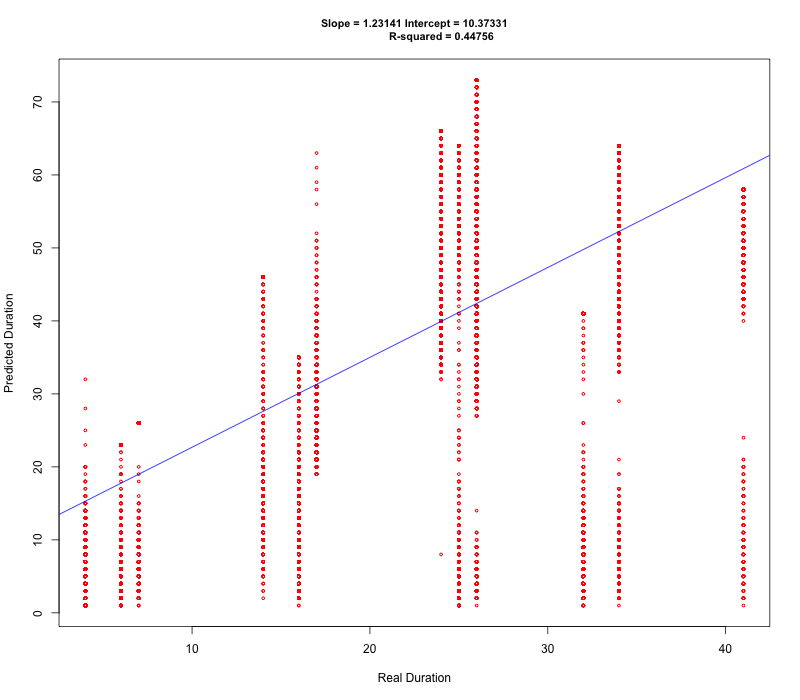 Slope = 1.23141 Intercept = 10.37331
R-squared = 0.44756
70
60
50
40
30
20
10
0
Predicted Duration
10 20 30 40
Real Duration